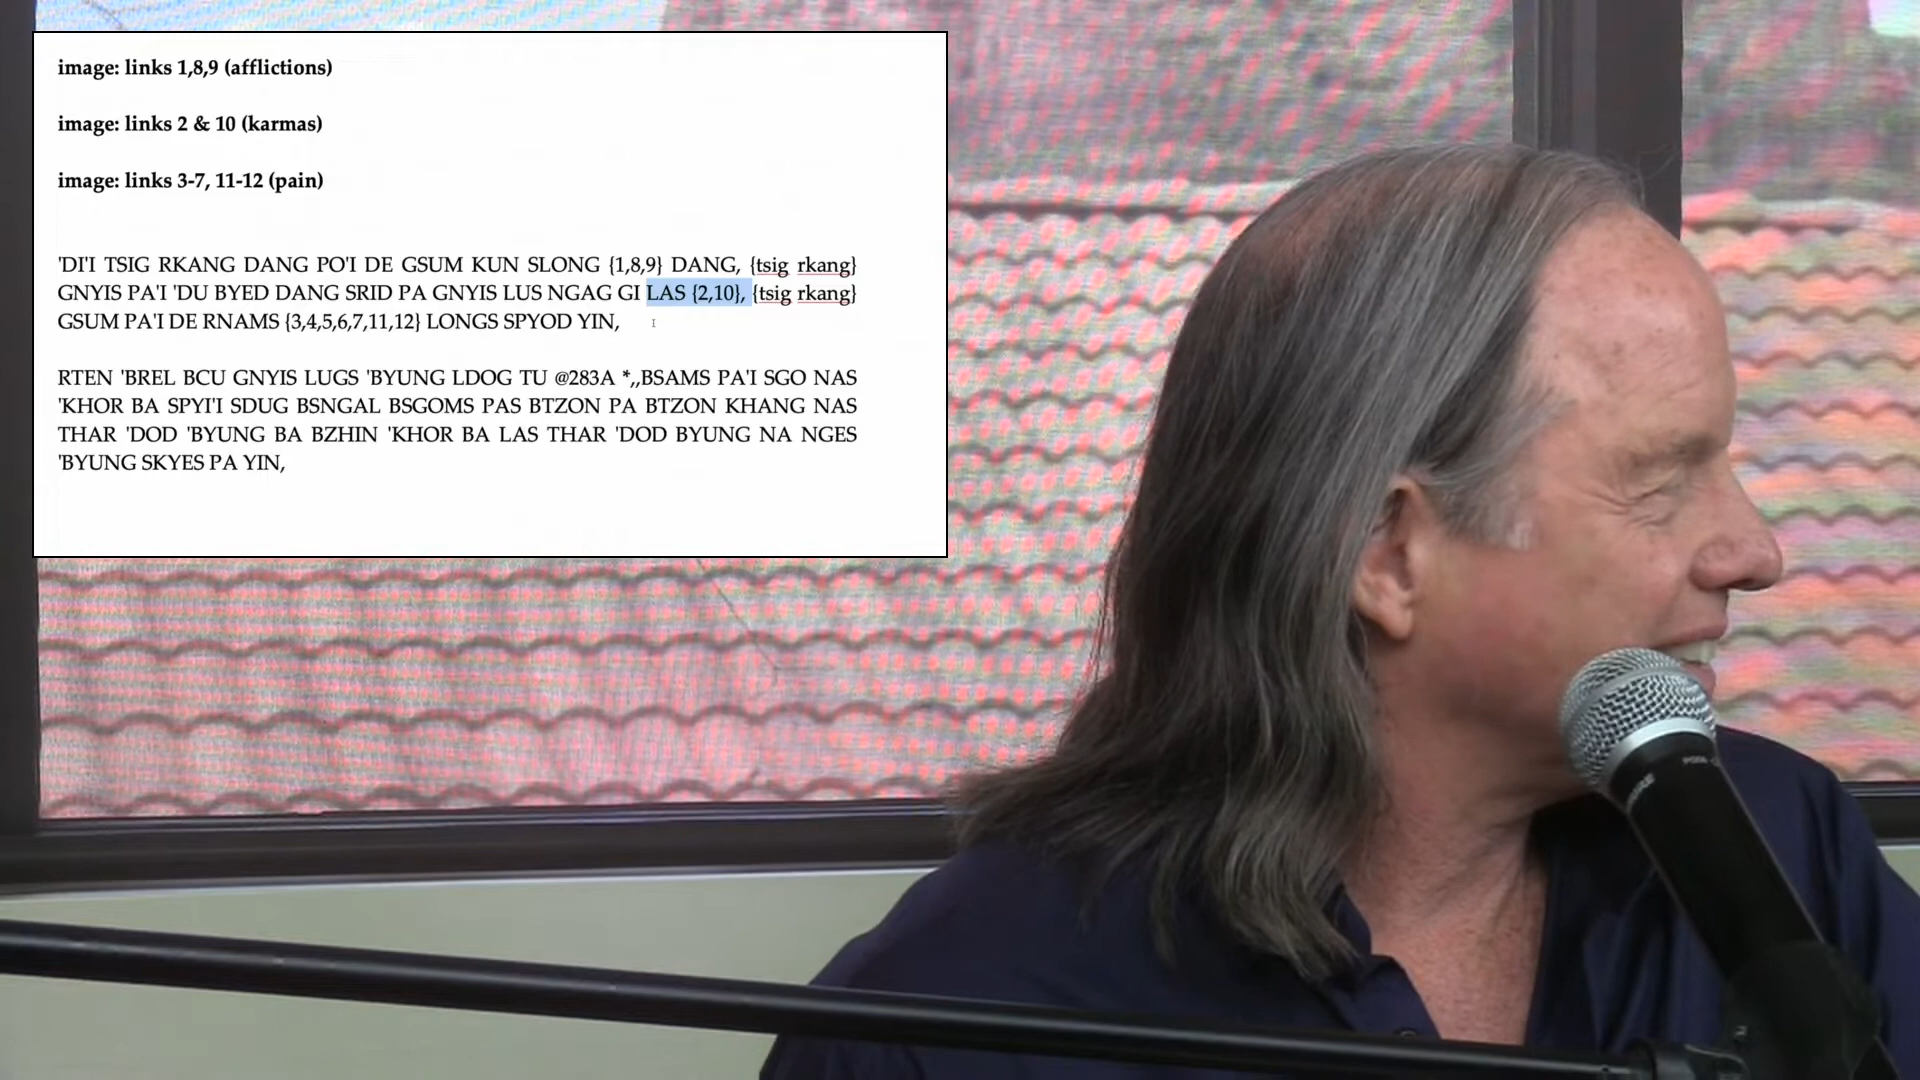 image: links 1,8,9 (afflictions)
image: links 2 & 10 (karmas)
image: links 3-7, 11-12 (pain)
'DI'I TSIG RKANG DANG PO'I DE GSUM KUN SLONG {1,8,9} DANG, {tsig rkang}
GNYIS PA'I 'DU BYED DANG SRID PA GNYIS LUS NGAG GI LAS {2,10}, {tsig rkang}
GSUM PA'I DE RNAMS {3,4,5,6,7,11,12} LONGS SPYOD YIN,
RTEN 'BREL BCU GNYIS LUGS 'BYUNG LDOG TU @283A *,,BSAMS PA'I SGO NAS
'KHOR BA SPYI'I SDUG BSNGAL BSGOMS PAS BTZON PA BTZON KHANG NAS
THAR 'DOD 'BYUNG BA BZHIN 'KHOR BA LAS THAR 'DOD BYUNG NA NGES
'BYUNG SKYES PA YIN,